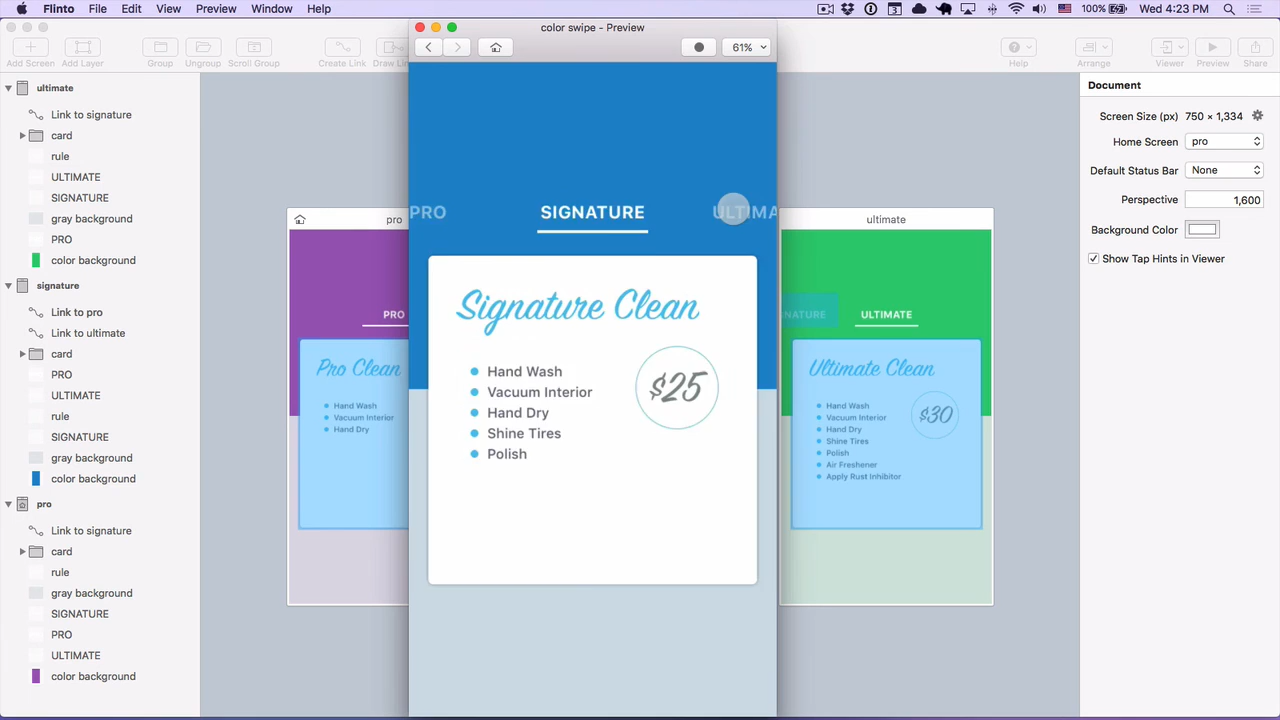 Flinto File Edit View Preview Window Help
3 100% Wed 4:23 PM
color swipe - Preview
61%
Add Screen Add Layer Group Ungroup Scroll Group Create Link Draw Lin
Help Arrange Viewer Preview Share
ultimate
Link to signature
card
rule
ULTIMATE
SIGNATURE
gray background
PRO
color background
signature
Link to pro
Link to ultimate
card
PRO
ULTIMATE
rule
SIGNATURE
gray background
color background
pro
Link to signature
card
rule
gray background
SIGNATURE
PRO
ULTIMATE
color background
pro
PRO
Pro Clean
Hand Wash
Vacuum Interior
Hand Dry
PRO SIGNATURE ULTIMA
Signature Clean
Hand Wash
Vacuum Interior
Hand Dry
Shine Tires
Polish
$25
ultimate
NATURE ULTIMATE
Ultimate Clean
Hand Wash
Vacuum Interior
Hand Dry
Shine Tires
Polish
Air Freshener
Apply Rust Inhibitor
$30
Document
Screen Size (px) 750 × 1,334
Home Screen pro
Default Status Bar None
Perspective 1,600
Background Color
Show Tap Hints in Viewer